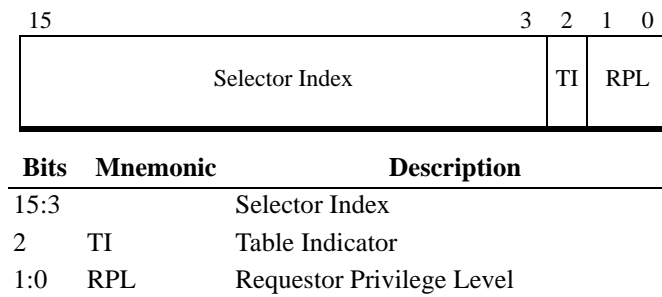 15 3 2 1 0
Selector Index TI RPL
Bits Mnemonic Description
15:3 Selector Index
2 TI Table Indicator
1:0 RPL Requestor Privilege Level